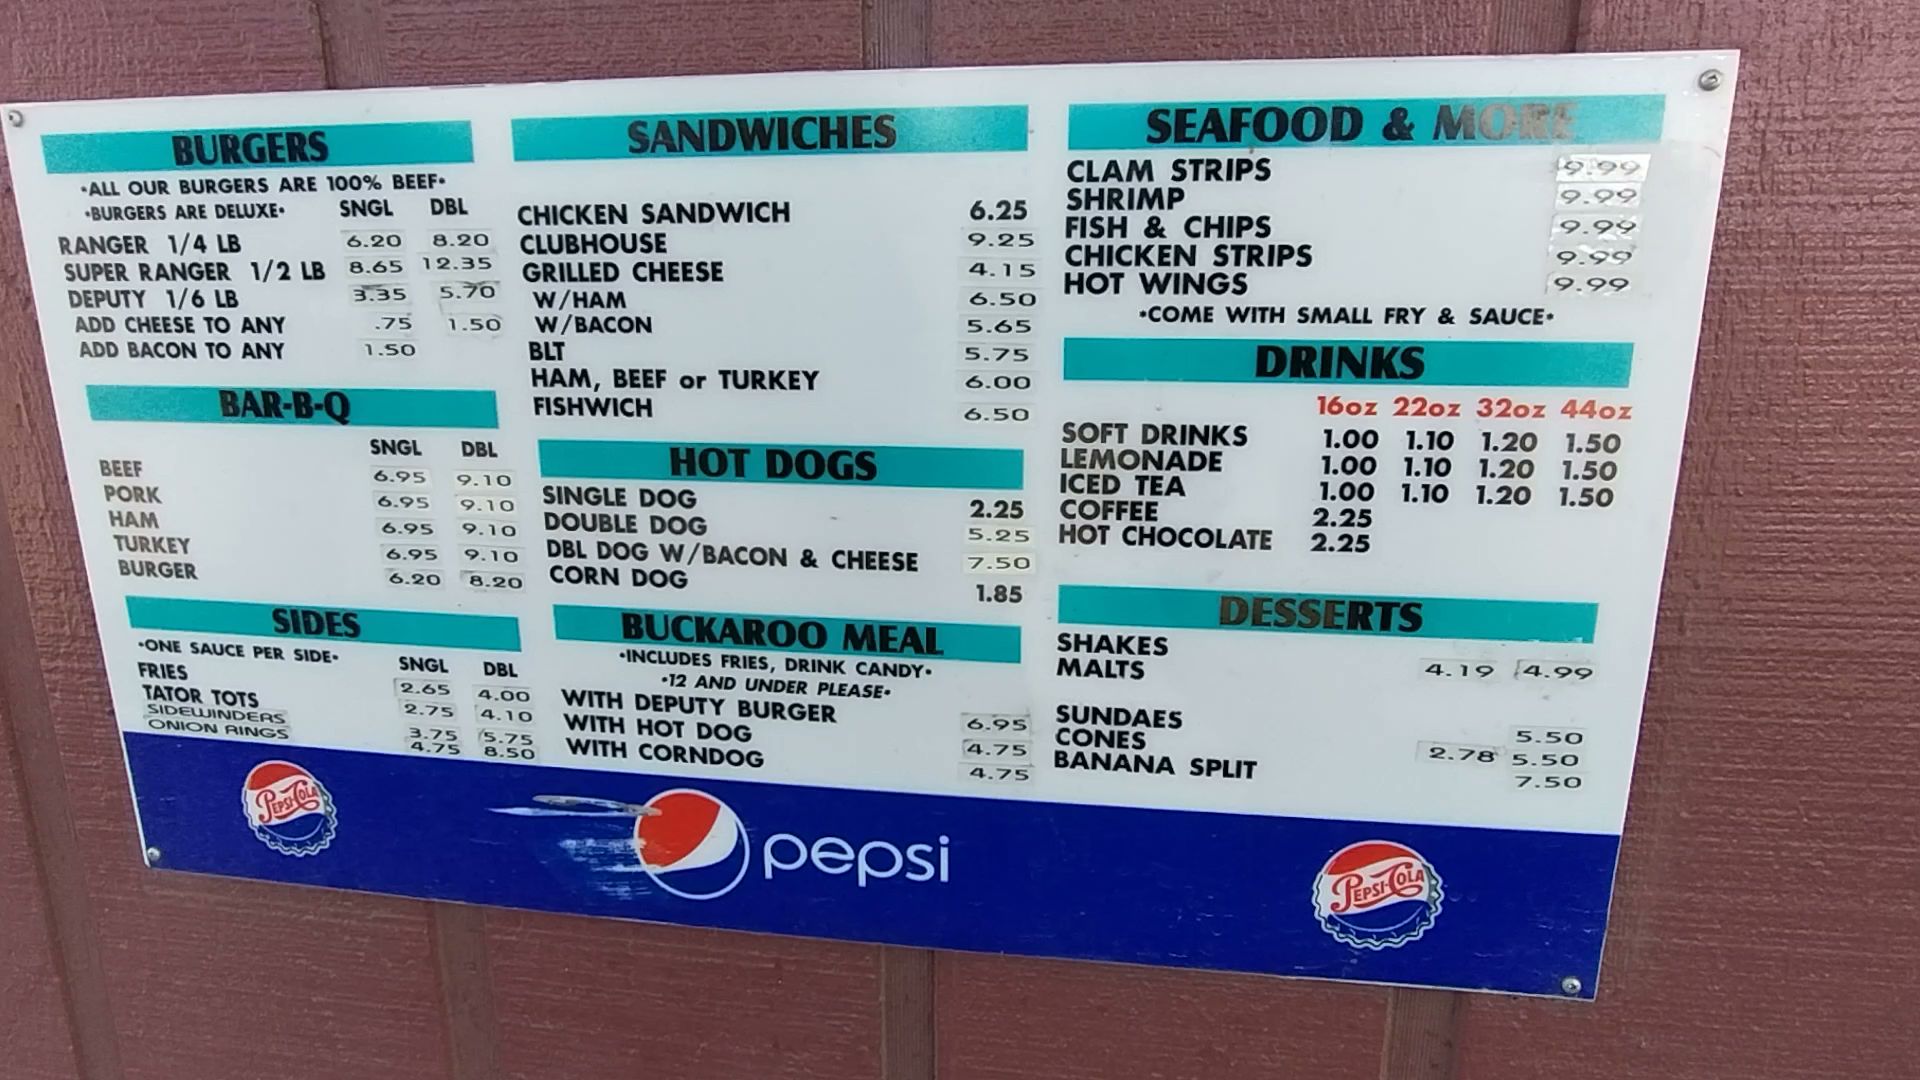 BURGERS
•ALL OUR BURGERS ARE 100% BEEF•
•BURGERS ARE DELUXE• SNGL DBL
RANGER 1/4 LB 6.20 8.20
SUPER RANGER 1/2 LB 8.65 12.35
DEPUTY 1/6 LB 3.35 5.70
ADD CHEESE TO ANY .75 1.50
ADD BACON TO ANY 1.50
BAR-B-Q
SNGL DBL
BEEF 6.95 9.10
PORK 6.95 9.10
HAM 6.95 9.10
TURKEY 6.95 9.10
BURGER 6.20 8.20
SIDES
•ONE SAUCE PER SIDE•
SNGL DBL
FRIES 2.65 4.00
TATOR TOTS 2.75 4.10
SIDEWINDERS 3.75 5.75
ONION RINGS 4.75 8.50
SANDWICHES
CHICKEN SANDWICH 6.25
CLUBHOUSE 9.25
GRILLED CHEESE 4.15
W/HAM 6.50
W/BACON 5.65
BLT 5.75
HAM, BEEF or TURKEY 6.00
FISHWICH 6.50
HOT DOGS
SINGLE DOG 2.25
DOUBLE DOG 5.25
DBL DOG W/BACON & CHEESE 7.50
CORN DOG 1.85
BUCKAROO MEAL
•INCLUDES FRIES, DRINK CANDY•
•12 AND UNDER PLEASE•
WITH DEPUTY BURGER 6.95
WITH HOT DOG 4.75
WITH CORNDOG 4.75
SEAFOOD & MORE
CLAM STRIPS 9.99
SHRIMP 9.99
FISH & CHIPS 9.99
CHICKEN STRIPS 9.99
HOT WINGS 9.99
•COME WITH SMALL FRY & SAUCE•
DRINKS
16oz 22oz 32oz 44oz
SOFT DRINKS 1.00 1.10 1.20 1.50
LEMONADE 1.00 1.10 1.20 1.50
ICED TEA 1.00 1.10 1.20 1.50
COFFEE 2.25
HOT CHOCOLATE 2.25
DESSERTS
SHAKES
MALTS 4.19 4.99
SUNDAES 5.50
CONES 2.78 5.50
BANANA SPLIT 7.50
PEPSI-COLA
pepsi
PEPSI-COLA